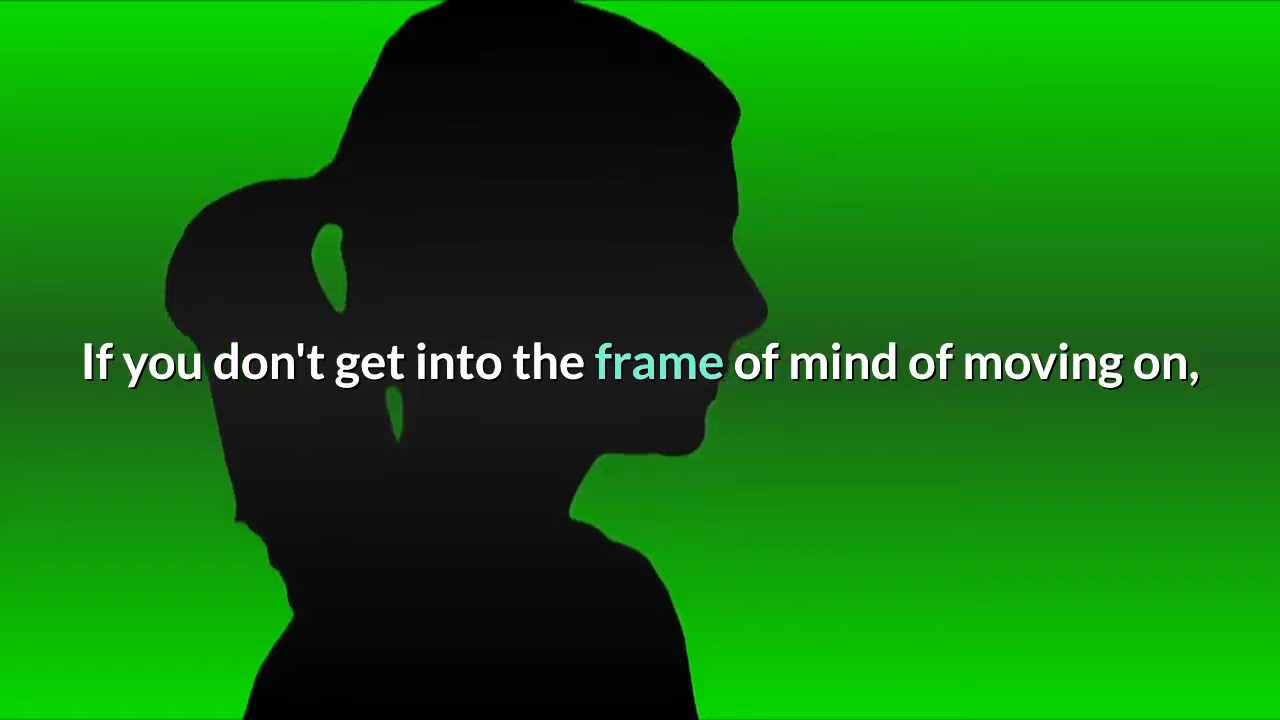 If you don't get into the frame of mind of moving on,